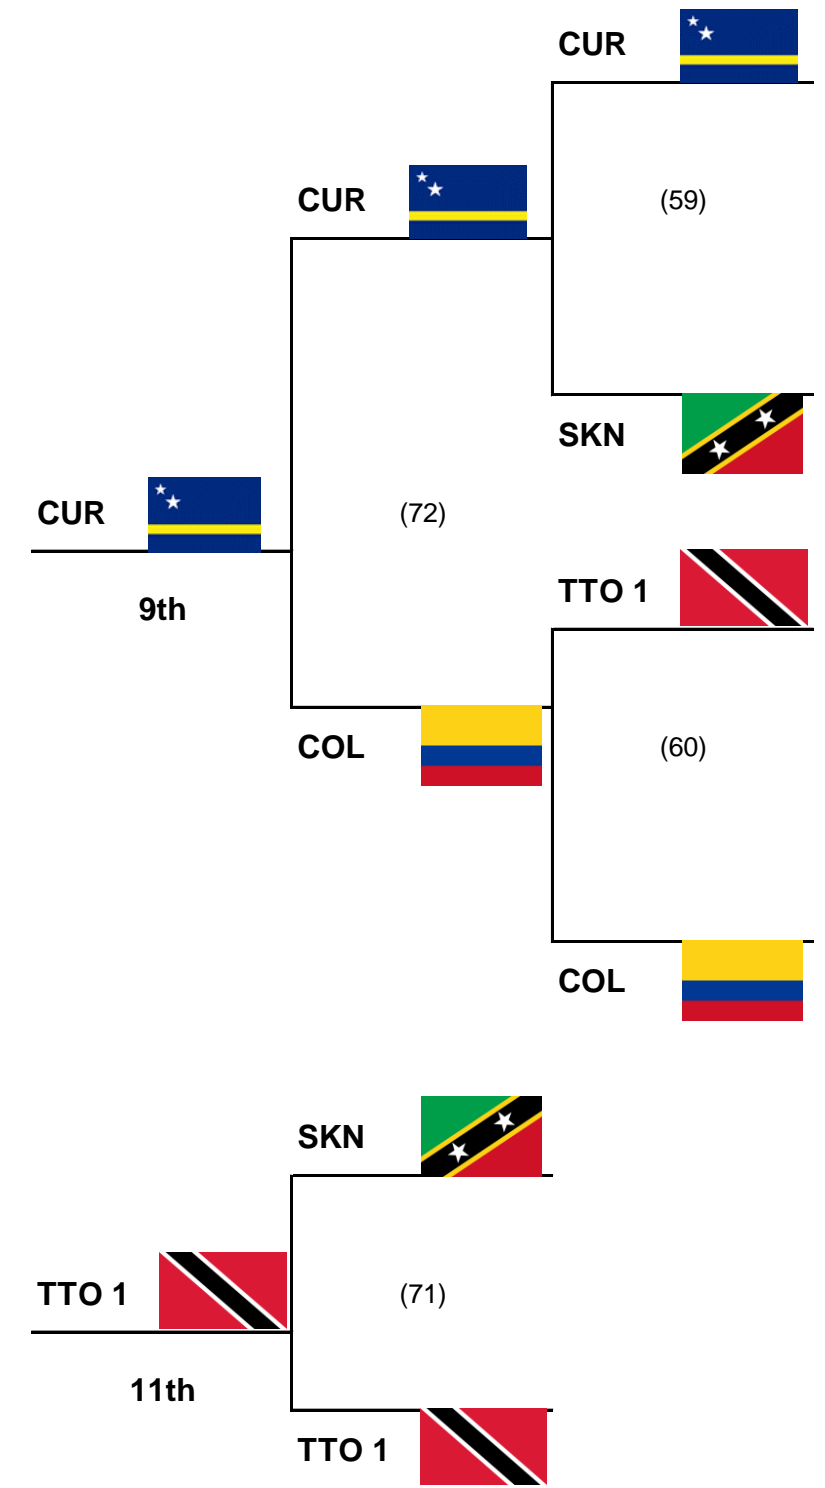 CUR
CUR
(59)
SKN
CUR
(72)
TTO 1
9th
COL
(60)
COL
SKN
TTO 1
(71)
11th
TTO 1